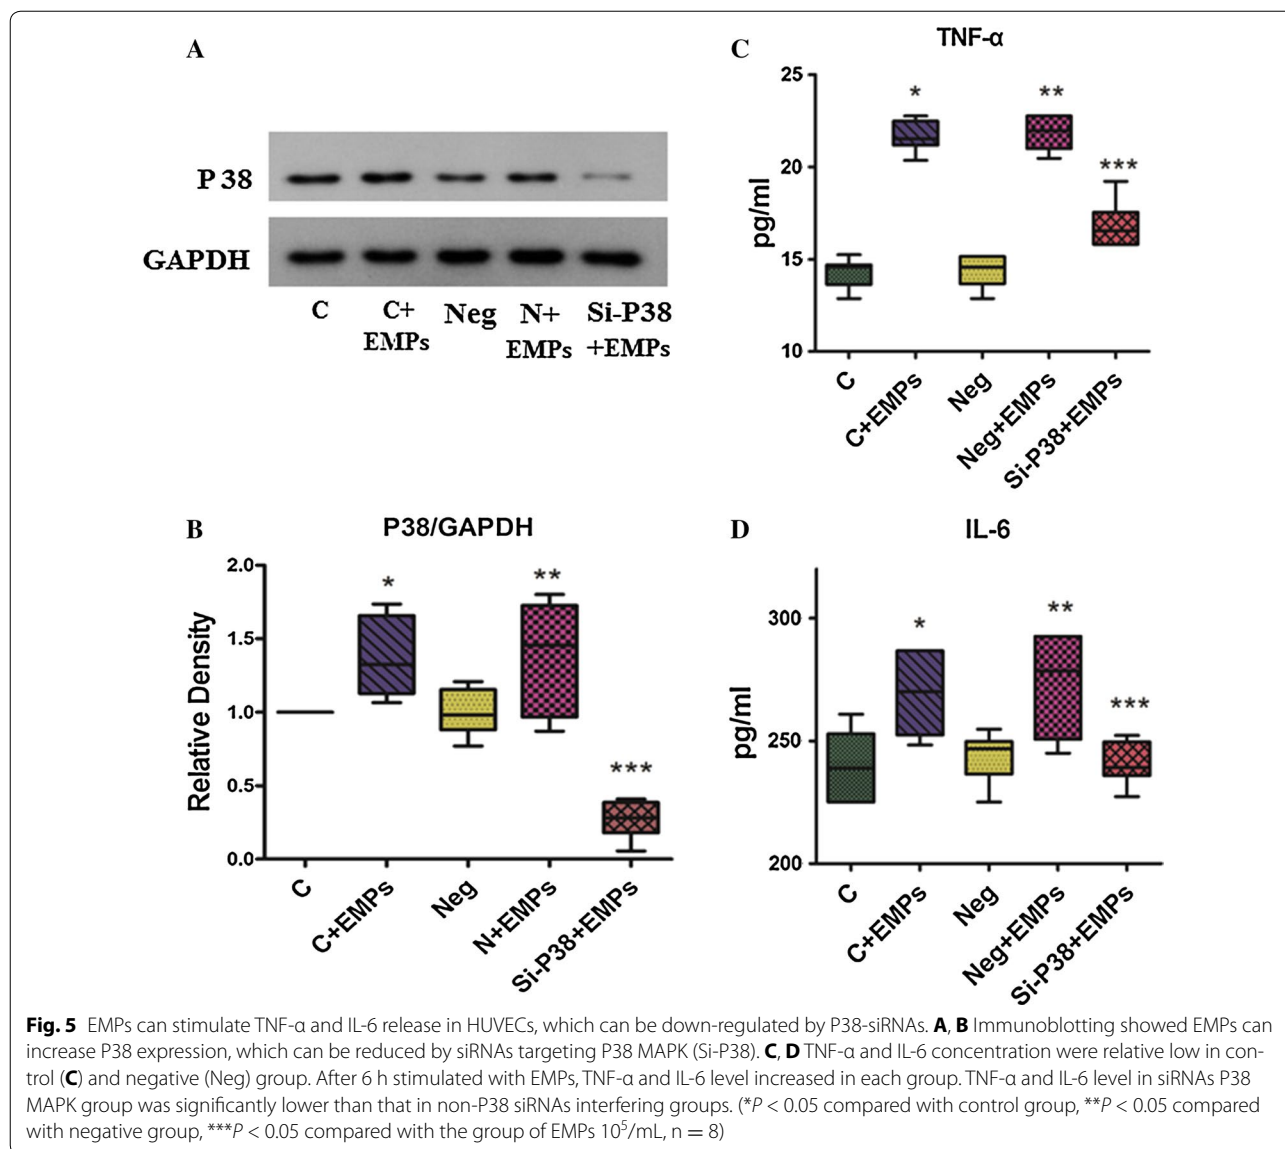 A
P 38
GAPDH
C
C+
EMPs
Neg
N+
EMPs
Si-P38
+EMPs
C
TNF-α
pg/ml
25
20
15
10
*
**
***
C
C+EMPs
Neg
Neg+EMPs
Si-P38+EMPs
B
P38/GAPDH
Relative Density
2.0
1.5
1.0
0.5
0.0
*
**
***
C
C+EMPs
Neg
N+EMPs
Si-P38+EMPs
D
IL-6
pg/ml
300
250
200
*
**
***
C
C+EMPs
Neg
Neg+EMPs
Si-P38+EMPs
Fig. 5 EMPs can stimulate TNF-α and IL-6 release in HUVECs, which can be down-regulated by P38-siRNAs. A, B Immunoblotting showed EMPs can
increase P38 expression, which can be reduced by siRNAs targeting P38 MAPK (Si-P38). C, D TNF-α and IL-6 concentration were relative low in con-
trol (C) and negative (Neg) group. After 6 h stimulated with EMPs, TNF-α and IL-6 level increased in each group. TNF-α and IL-6 level in siRNAs P38
MAPK group was significantly lower than that in non-P38 siRNAs interfering groups. (*P < 0.05 compared with control group, **P < 0.05 compared
with negative group, ***P < 0.05 compared with the group of EMPs 10⁵/mL, n = 8)